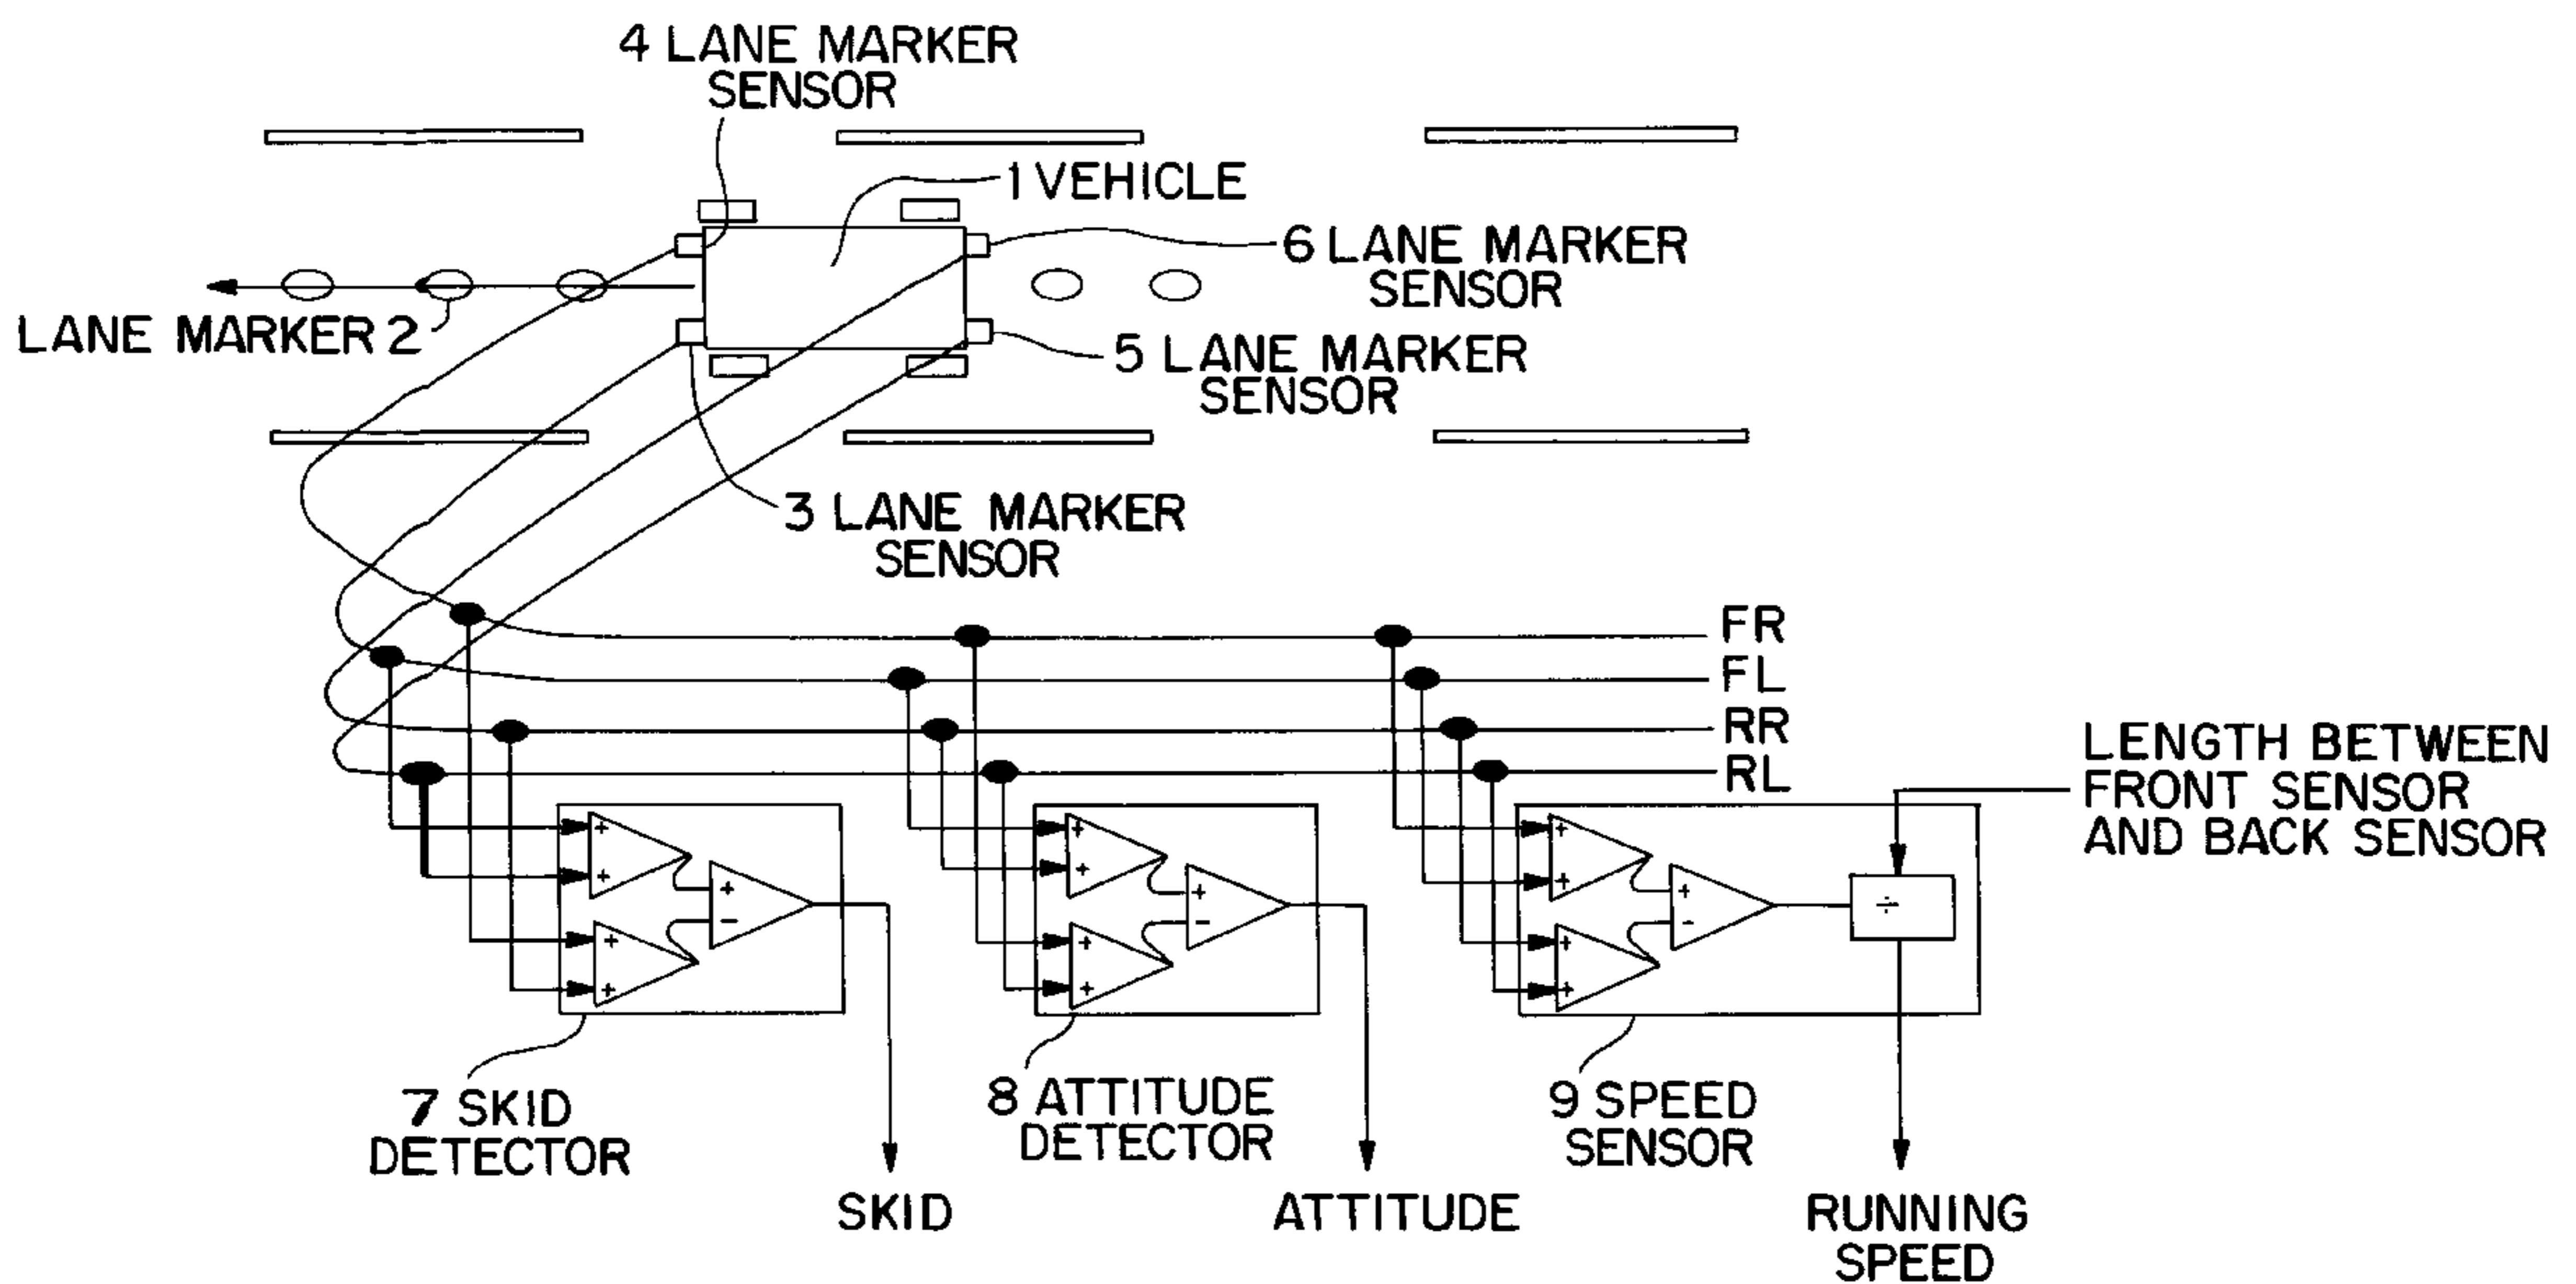 4 LANE MARKER
SENSOR
1 VEHICLE
6 LANE MARKER
SENSOR
LANE MARKER 2
5 LANE MARKER
SENSOR
3 LANE MARKER
SENSOR
FR
FL
RR
RL
LENGTH BETWEEN
FRONT SENSOR
AND BACK SENSOR
+
+
+
−
+
+
+
+
+
−
+
+
+
+
+
−
+
+
÷
7 SKID
DETECTOR
8 ATTITUDE
DETECTOR
9 SPEED
SENSOR
SKID
ATTITUDE
RUNNING
SPEED